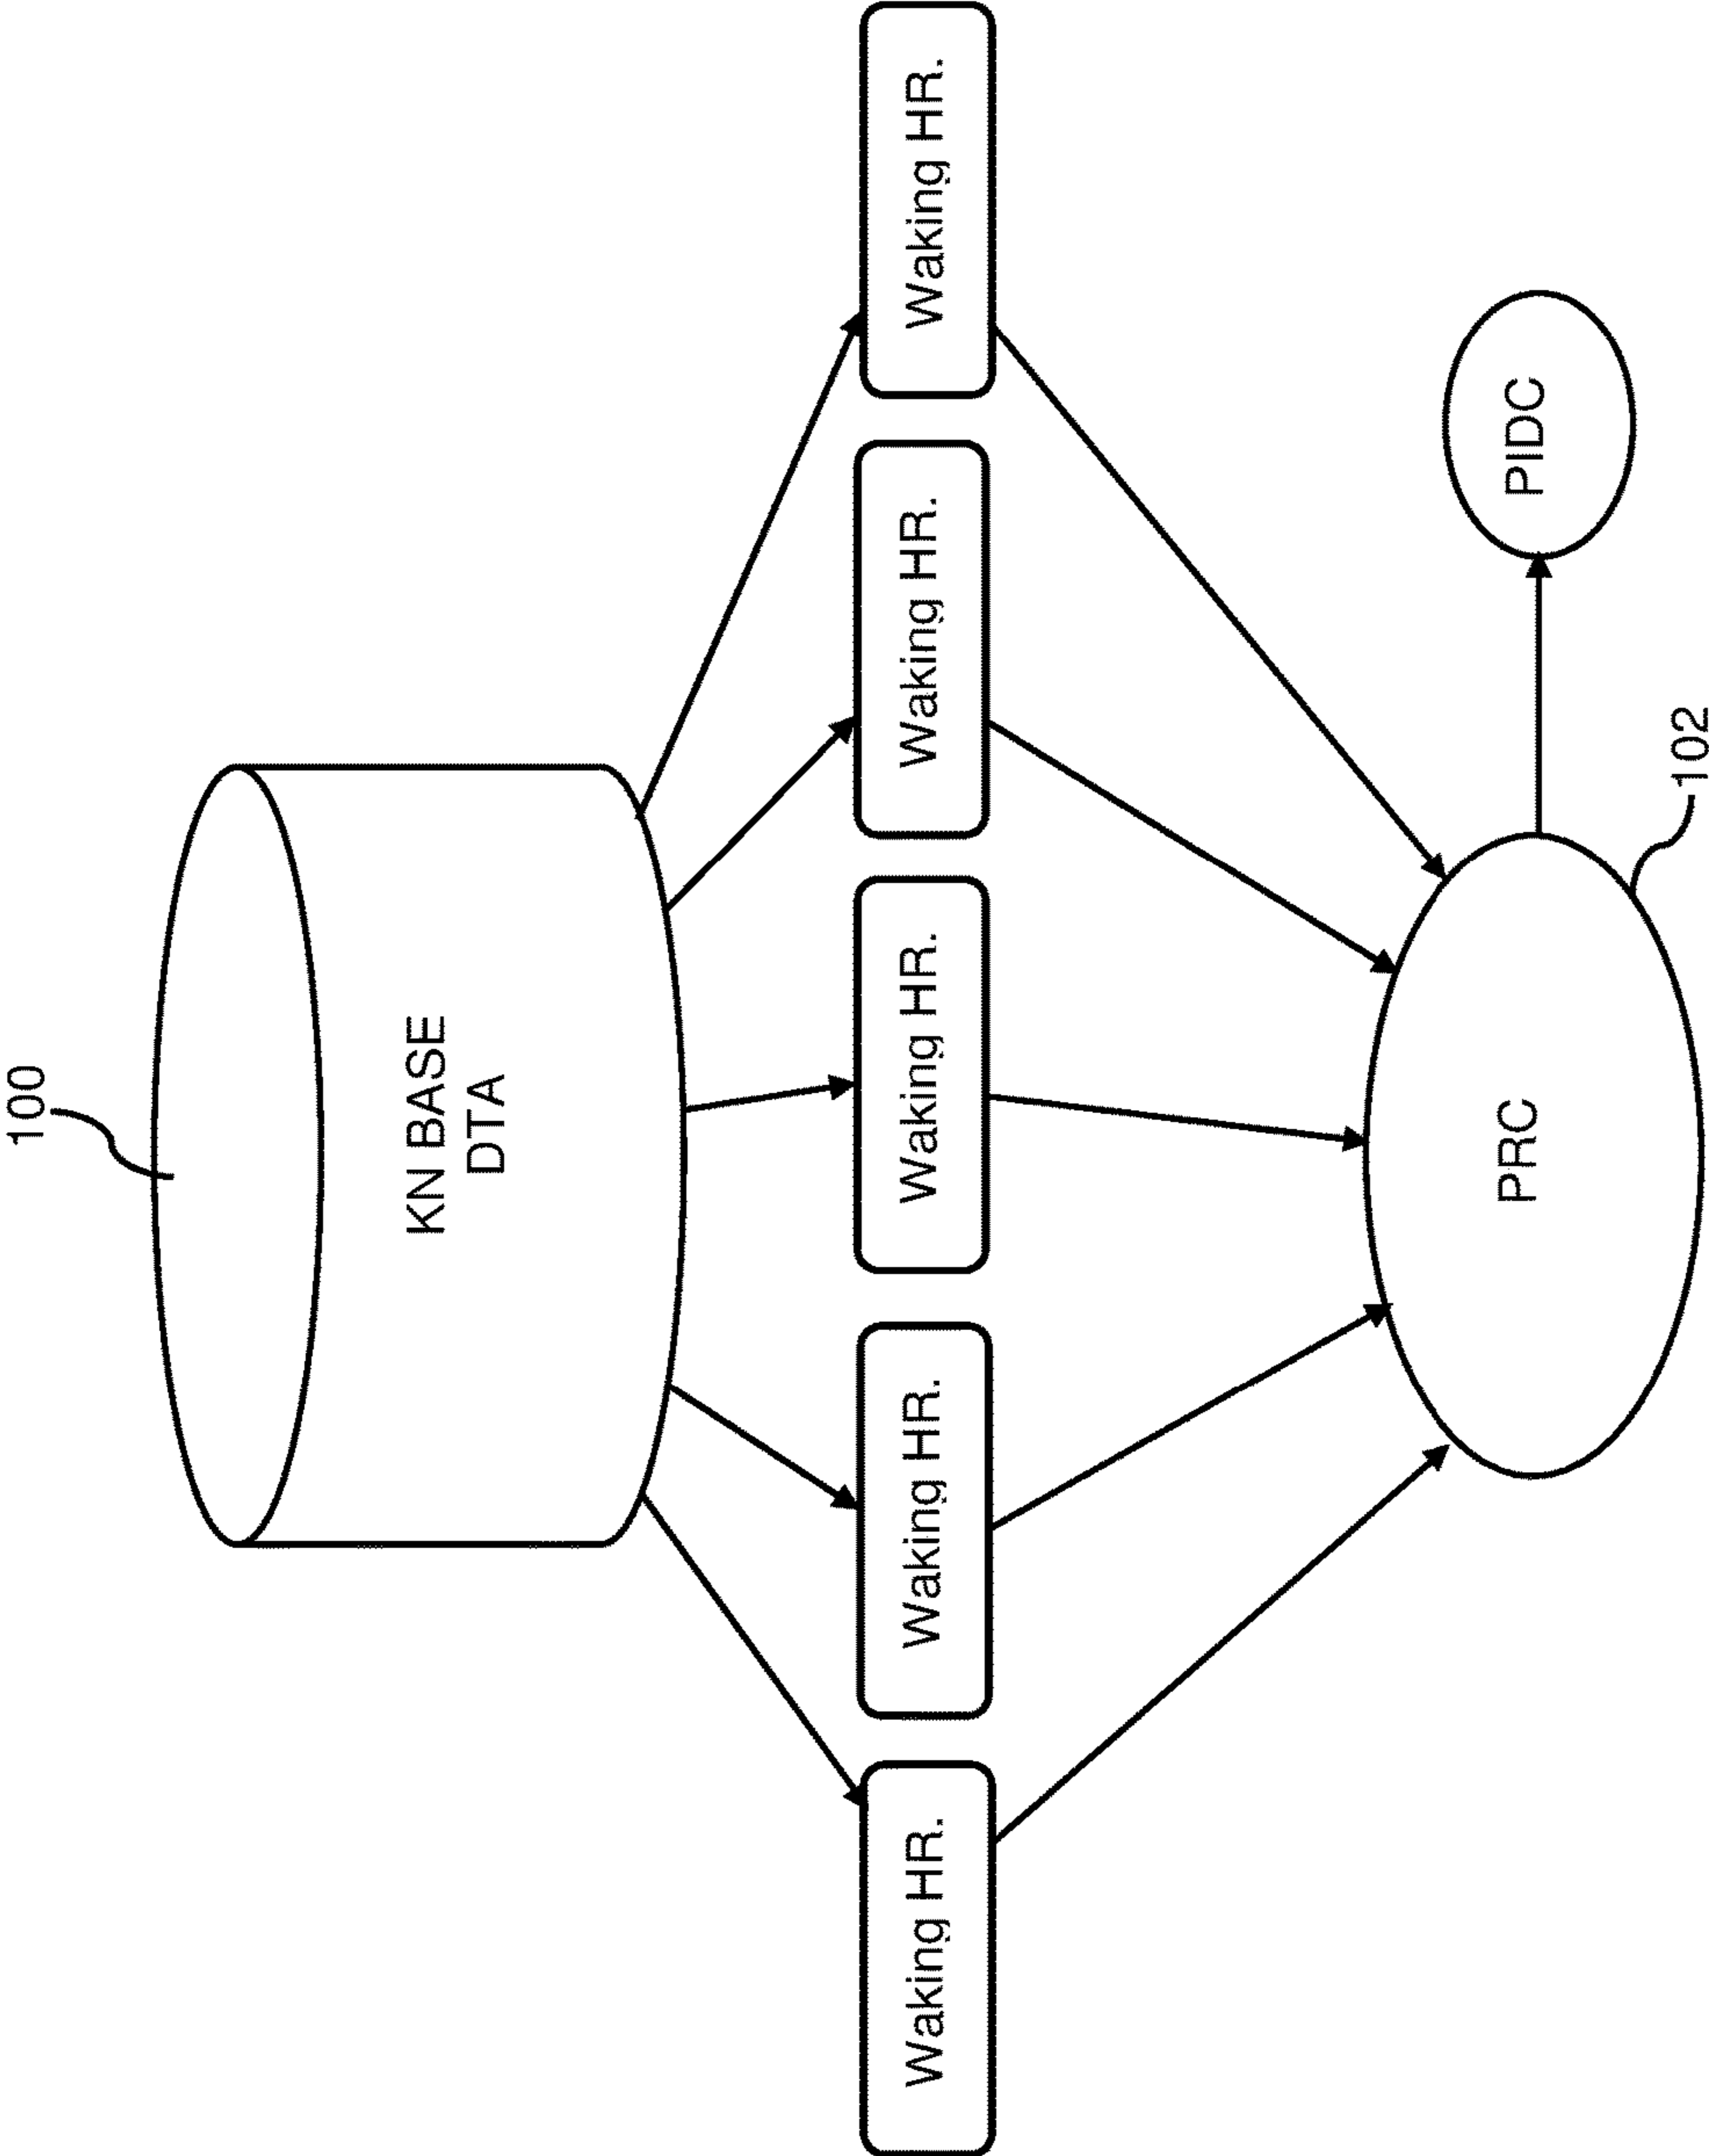 100
KN BASE
DTA
Waking HR.
Waking HR.
Waking HR.
Waking HR.
Waking HR.
PRC
PIDC
102